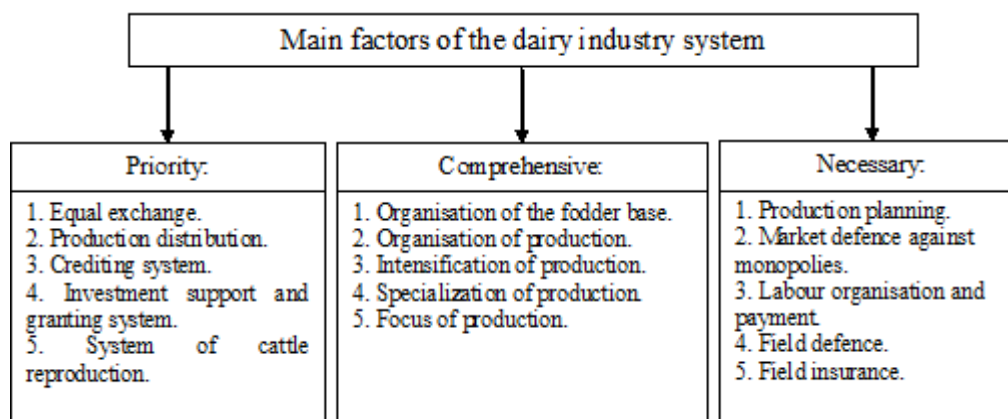 Main factors of the dairy industry system
Priority:
1. Equal exchange.
2. Production distribution.
3. Crediting system.
4. Investment support and
granting system.
5. System of cattle
reproduction.
Comprehensive:
1. Organisation of the fodder base.
2. Organisation of production.
3. Intensification of production.
4. Specialization of production.
5. Focus of production.
Necessary:
1. Production planning.
2. Market defence against
monopolies.
3. Labour organisation and
payment.
4. Field defence.
5. Field insurance.